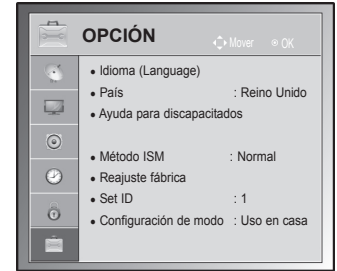 OPCIÓN
Mover OK
Idioma (Language)
País : Reino Unido
Ayuda para discapacitados
Método ISM : Normal
Reajuste fábrica
Set ID : 1
Configuración de modo : Uso en casa